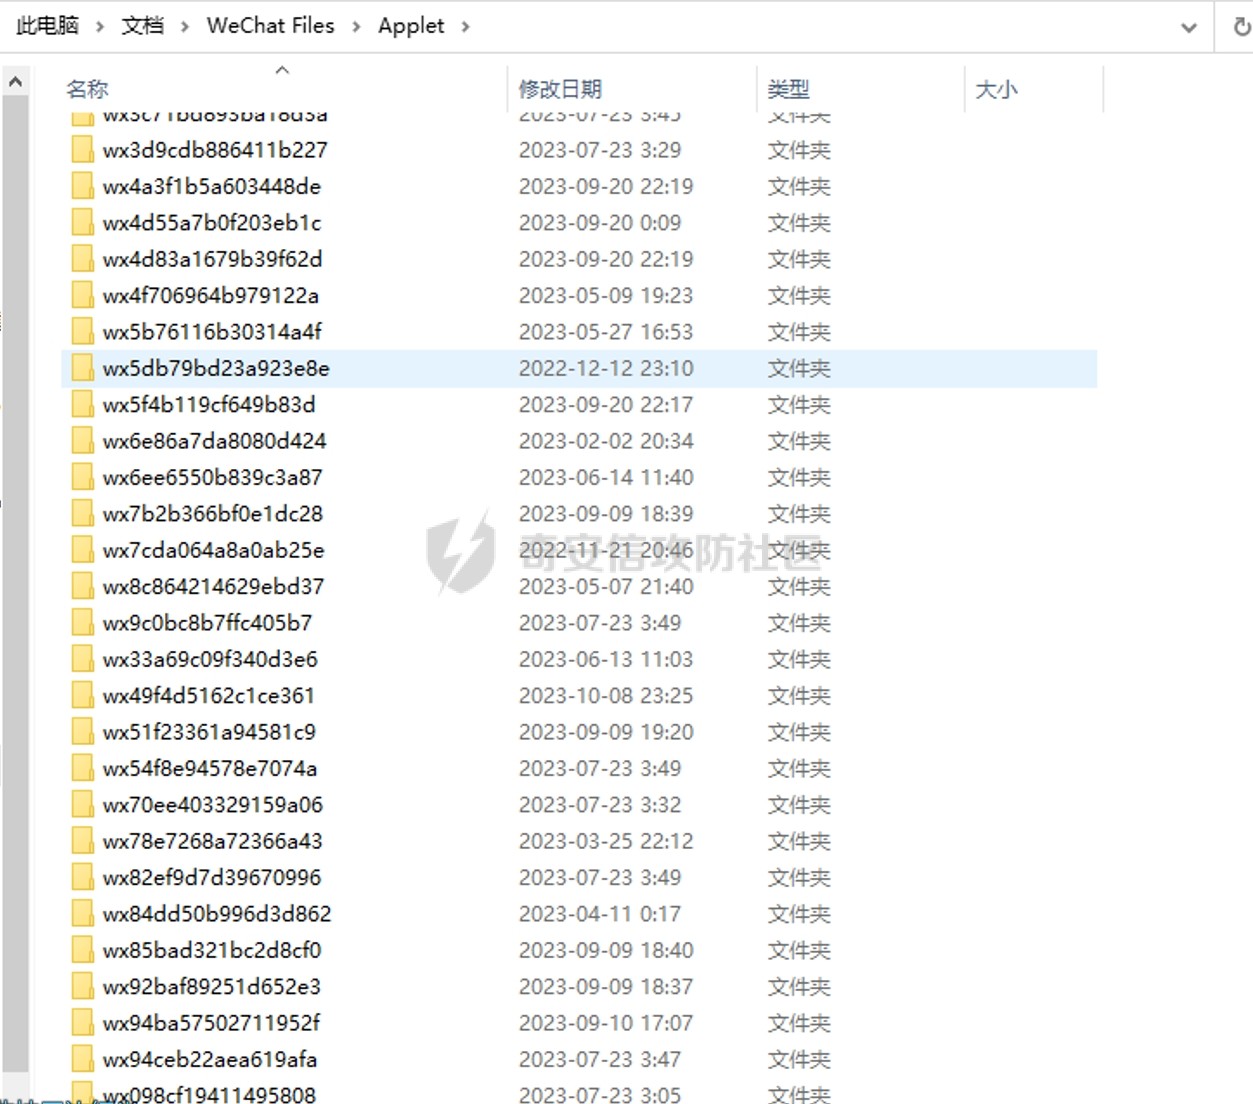 此电脑 > 文档 > WeChat Files > Applet >
名称 修改日期 类型 大小
wx3c71bd893ba18d3a 2023-07-23 3:45 文件夹
wx3d9cdb886411b227 2023-07-23 3:29 文件夹
wx4a3f1b5a603448de 2023-09-20 22:19 文件夹
wx4d55a7b0f203eb1c 2023-09-20 0:09 文件夹
wx4d83a1679b39f62d 2023-09-20 22:19 文件夹
wx4f706964b979122a 2023-05-09 19:23 文件夹
wx5b76116b30314a4f 2023-05-27 16:53 文件夹
wx5db79bd23a923e8e 2022-12-12 23:10 文件夹
wx5f4b119cf649b83d 2023-09-20 22:17 文件夹
wx6e86a7da8080d424 2023-02-02 20:34 文件夹
wx6ee6550b839c3a87 2023-06-14 11:40 文件夹
wx7b2b366bf0e1dc28 2023-09-09 18:39 文件夹
wx7cda064a8a0ab25e 2022-11-21 20:46 文件夹
奇安信攻防社区
wx8c864214629ebd37 2023-05-07 21:40 文件夹
wx9c0bc8b7ffc405b7 2023-07-23 3:49 文件夹
wx33a69c09f340d3e6 2023-06-13 11:03 文件夹
wx49f4d5162c1ce361 2023-10-08 23:25 文件夹
wx51f23361a94581c9 2023-09-09 19:20 文件夹
wx54f8e94578e7074a 2023-07-23 3:49 文件夹
wx70ee403329159a06 2023-07-23 3:32 文件夹
wx78e7268a72366a43 2023-03-25 22:12 文件夹
wx82ef9d7d39670996 2023-07-23 3:49 文件夹
wx84dd50b996d3d862 2023-04-11 0:17 文件夹
wx85bad321bc2d8cf0 2023-09-09 18:40 文件夹
wx92baf89251d652e3 2023-09-09 18:37 文件夹
wx94ba57502711952f 2023-09-10 17:07 文件夹
wx94ceb22aea619afa 2023-07-23 3:47 文件夹
wx098cf19411495808 2023-07-23 3:05 文件夹